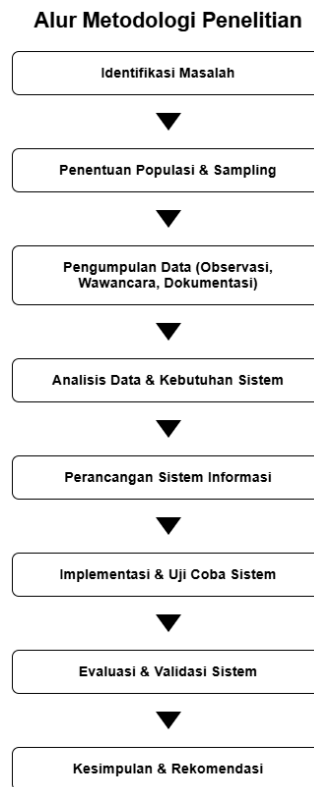 Alur Metodologi Penelitian
Identifikasi Masalah
Penentuan Populasi & Sampling
Pengumpulan Data (Observasi,
Wawancara, Dokumentasi)
Analisis Data & Kebutuhan Sistem
Perancangan Sistem Informasi
Implementasi & Uji Coba Sistem
Evaluasi & Validasi Sistem
Kesimpulan & Rekomendasi